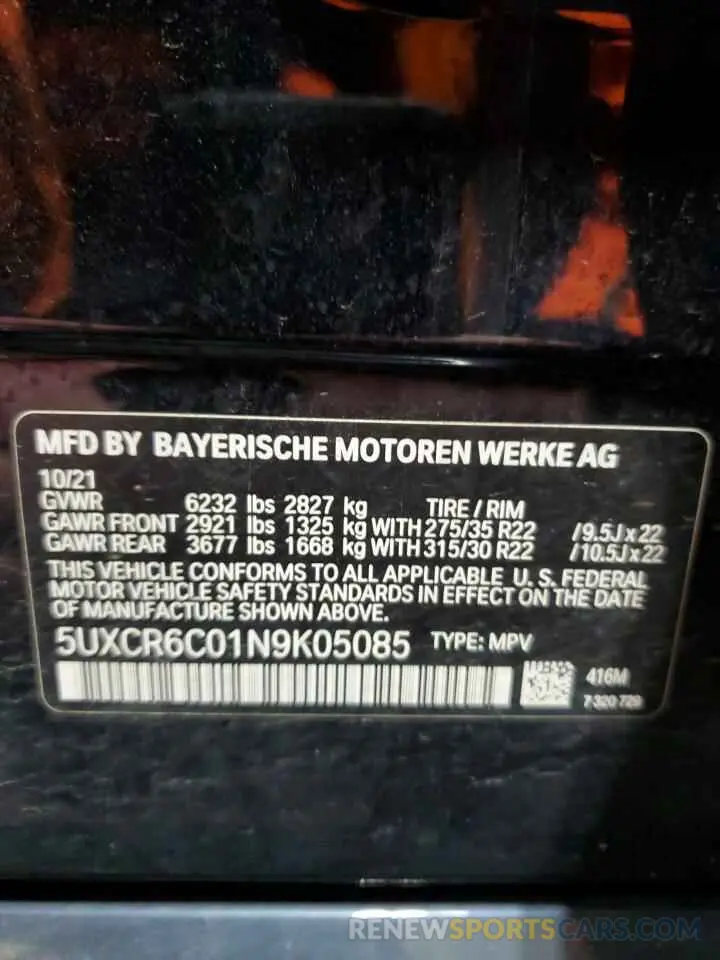 MFD BY BAYERISCHE MOTOREN WERKE AG
10/21
GVWR 6232 lbs 2827 kg TIRE / RIM
GAWR FRONT 2921 lbs 1325 kg WITH 275/35 R22 /9.5J x 22
GAWR REAR 3677 lbs 1668 kg WITH 315/30 R22 /10.5J x 22
THIS VEHICLE CONFORMS TO ALL APPLICABLE U.S. FEDERAL
MOTOR VEHICLE SAFETY STANDARDS IN EFFECT ON THE DATE
OF MANUFACTURE SHOWN ABOVE.
5UXCR6C01N9K05085 TYPE: MPV
416M
7 320 729
RENEWSPORTSCARS.COM